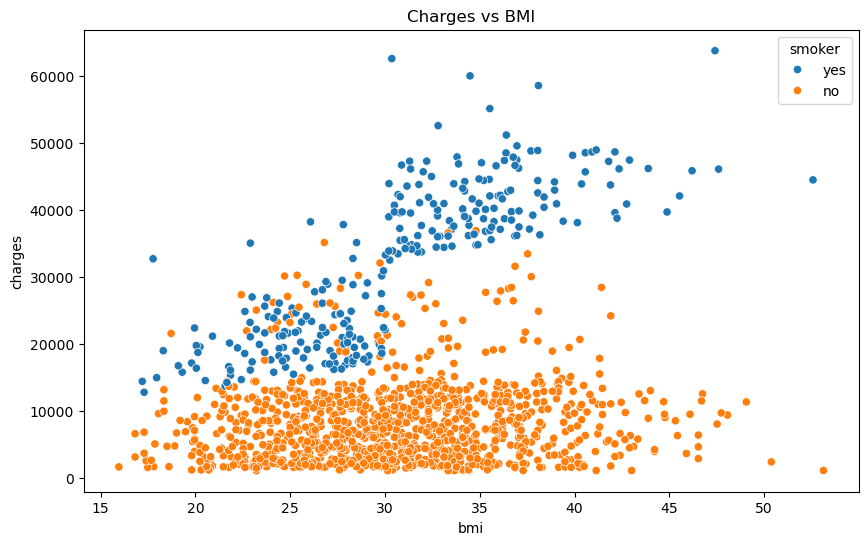 Charges vs BMI
smoker
yes
no
60000
50000
40000
30000
20000
10000
0
charges
15 20 25 30 35 40 45 50
bmi